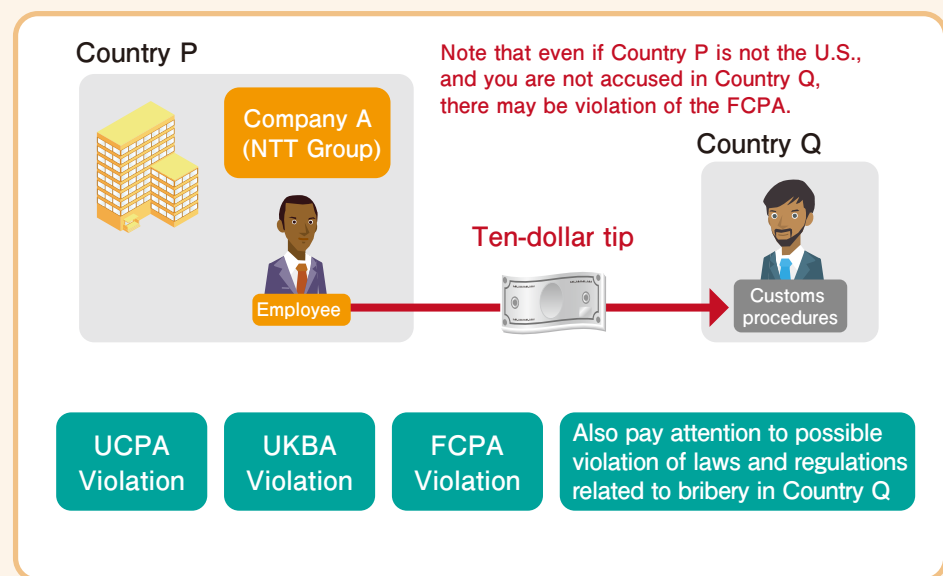 Country P
Note that even if Country P is not the U.S.,
and you are not accused in Country Q,
there may be violation of the FCPA.
Company A
(NTT Group)
Country Q
Ten-dollar tip
Employee
Customs
procedures
UCPA
Violation
UKBA
Violation
FCPA
Violation
Also pay attention to possible
violation of laws and regulations
related to bribery in Country Q